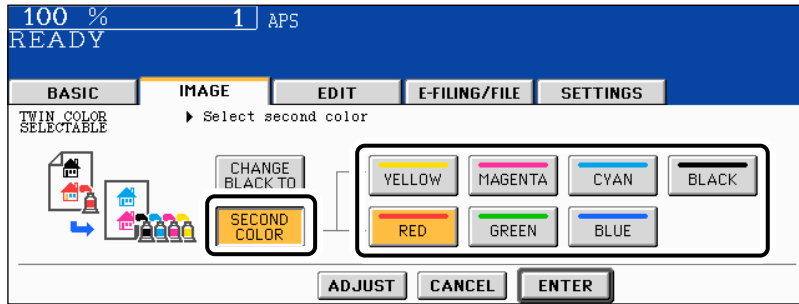 100 % 1 APS
READY
BASIC IMAGE EDIT E-FILING/FILE SETTINGS
TWIN COLOR
SELECTABLE
Select second color
CHANGE
BLACK TO
YELLOW MAGENTA CYAN BLACK
SECOND
COLOR
RED GREEN BLUE
ADJUST CANCEL ENTER